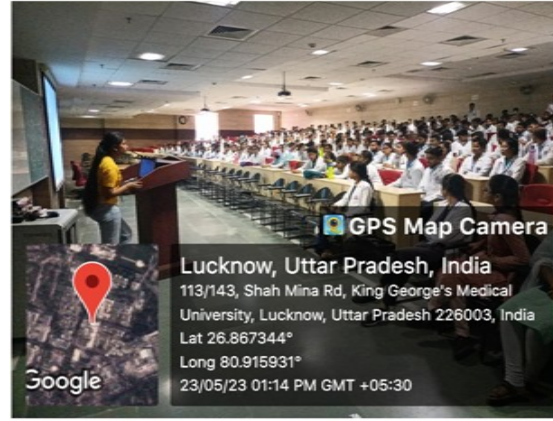 GPS Map Camera
Lucknow, Uttar Pradesh, India
113/143, Shah Mina Rd, King George's Medical
University, Lucknow, Uttar Pradesh 226003, India
Lat 26.867344°
Long 80.915931°
23/05/23 01:14 PM GMT +05:30
Google